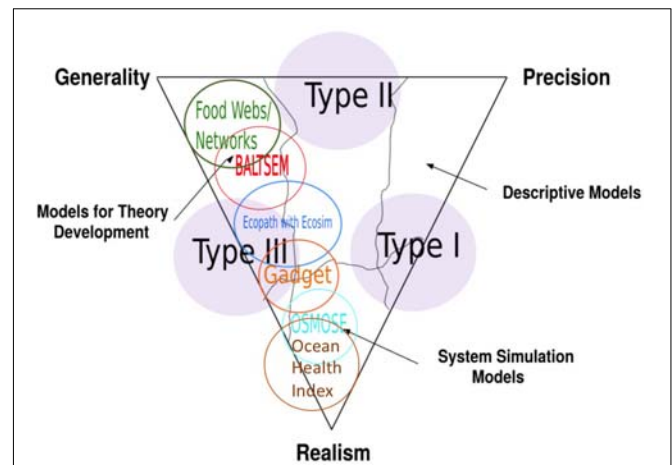 Generality
Precision
Type II
Food Webs/
Networks
BALTSEM
Descriptive Models
Models for Theory
Development
Ecopath with Ecosim
Type III
Type I
Gadget
OSMOSE
Ocean
Health
Index
System Simulation
Models
Realism